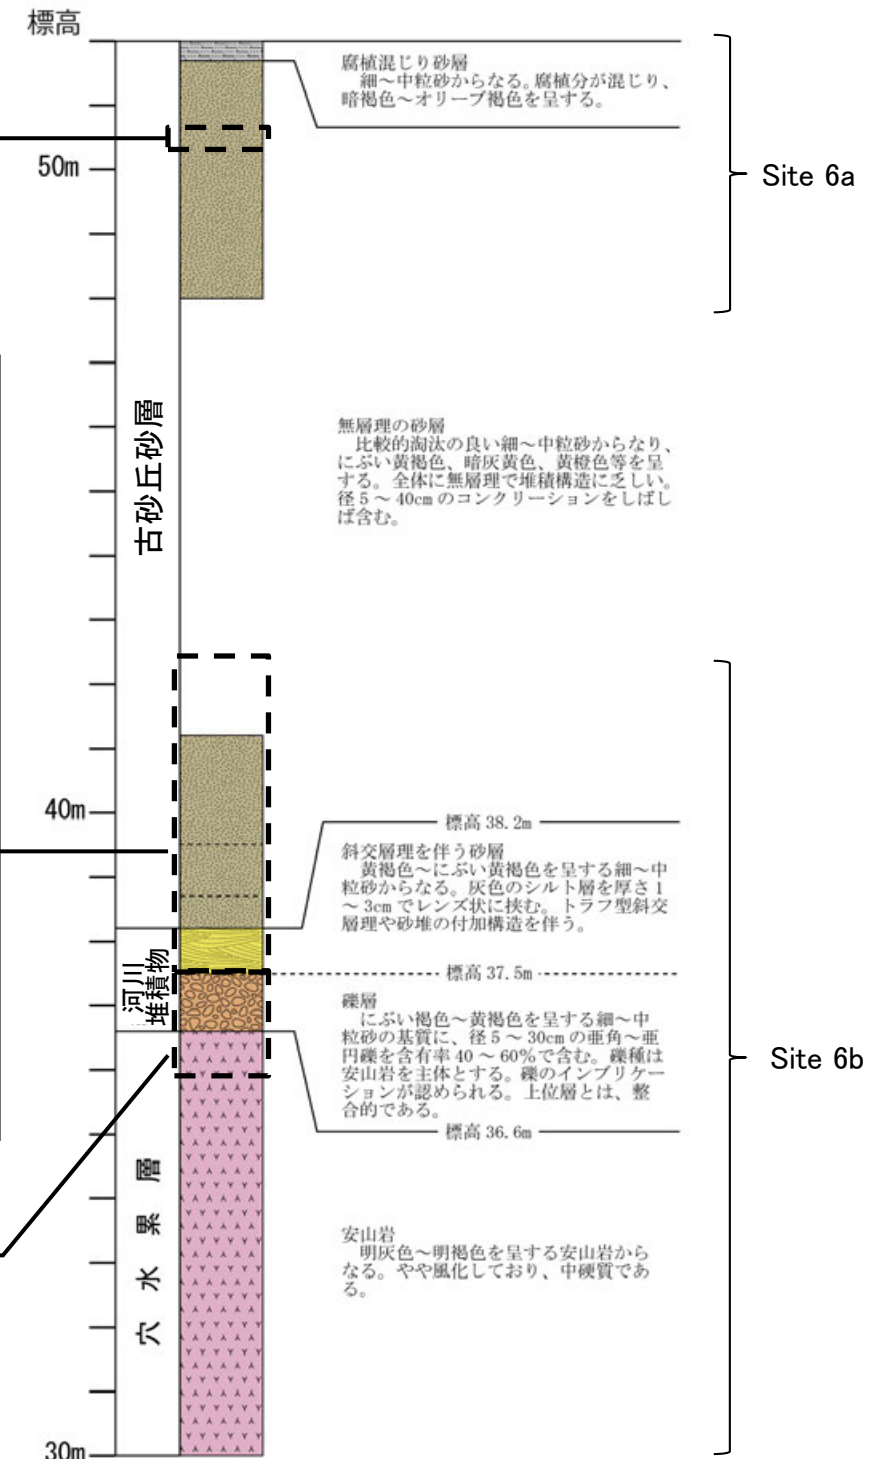 標高
腐植混じり砂層
細～中粒砂からなる。腐植分が混じり、
暗褐色～オリーブ褐色を呈する。
50m
Site 6a
古砂丘砂層
無層理の砂層
比較的淘汰の良い細～中粒砂からなり、
にぶい黄褐色、暗灰黄色、黄橙色等を呈
する。全体に無層理で堆積構造に乏しい。
径5～40cmのコンクリーションをしばし
ば含む。
40m
標高 38.2m
斜交層理を伴う砂層
黄褐色～にぶい黄褐色を呈する細～中
粒砂からなる。灰色のシルト層を厚さ1
～3cmでレンズ状に挟む。トラフ型斜交
層理や砂堆の付加構造を伴う。
河川
堆積物
標高 37.5m
礫層
にぶい褐色～黄褐色を呈する細～中
粒砂の基質に、径5～30cmの亜角～亜
円礫を含有率40～60%で含む。礫種は
安山岩を主体とする。礫のインブリケー
ションが認められる。上位層とは、整
合的である。
標高 36.6m
Site 6b
穴水累層
安山岩
明灰色～明褐色を呈する安山岩から
なる。やや風化しており、中硬質であ
る。
30m